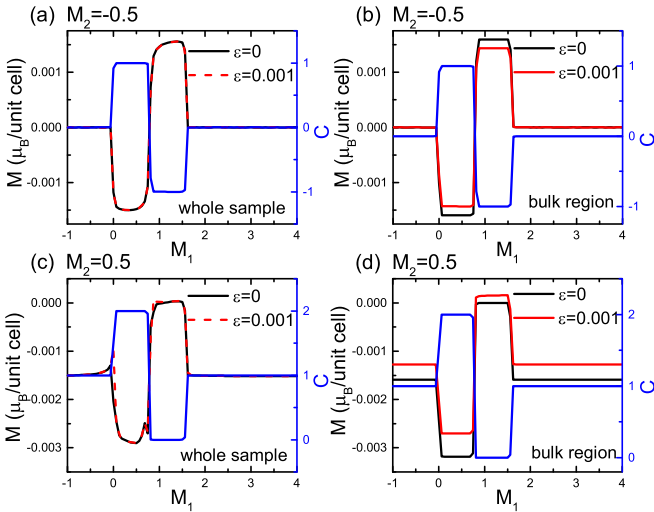 (a) M2=-0.5
M (μB/unit cell)
0.001
0.000
-0.001
ε=0
ε=0.001
1
0
-1
C
whole sample
-1 0 1 2 3 4
M1
(b) M2=-0.5
M (μB/unit cell)
0.001
0.000
-0.001
ε=0
ε=0.001
1
0
-1
C
bulk region
-1 0 1 2 3 4
M1
(c) M2=0.5
M (μB/unit cell)
0.000
-0.001
-0.002
-0.003
ε=0
ε=0.001
2
1
0
C
whole sample
-1 0 1 2 3 4
M1
(d) M2=0.5
M (μB/unit cell)
0.000
-0.001
-0.002
-0.003
ε=0
ε=0.001
2
1
0
C
bulk region
-1 0 1 2 3 4
M1